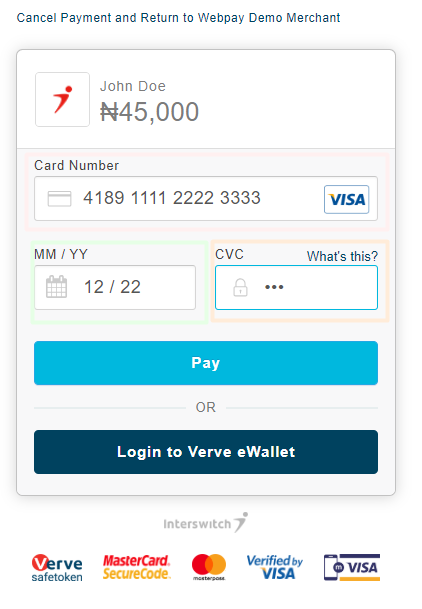 Cancel Payment and Return to Webpay Demo Merchant
John Doe
₦45,000
Card Number
4189 1111 2222 3333
VISA
MM / YY
CVC
What's this?
12 / 22
•••
Pay
OR
Login to Verve eWallet
Interswitch
Verve
safetoken
MasterCard.
SecureCode.
masterpass
Verified by
VISA
m VISA